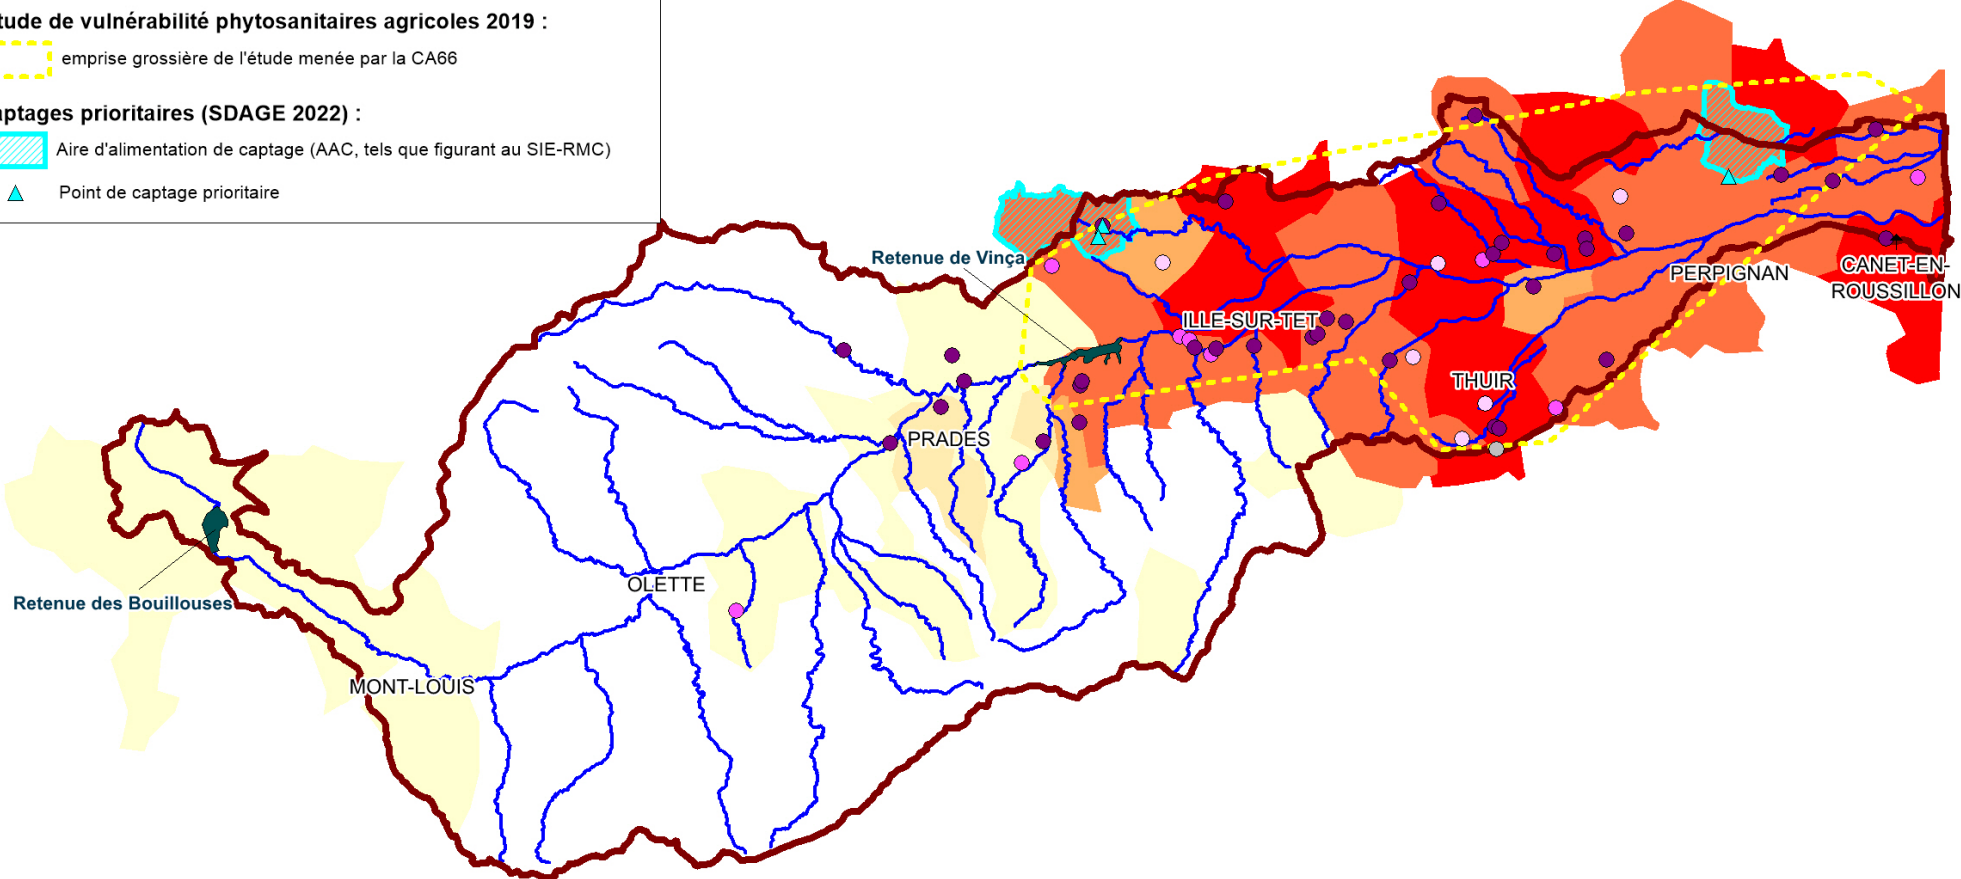 tude de vulnérabilité phytosanitaires agricoles 2019 :
emprise grossière de l'étude menée par la CA66
aptages prioritaires (SDAGE 2022) :
Aire d'alimentation de captage (AAC, tels que figurant au SIE-RMC)
Point de captage prioritaire
Retenue de Vinça
PERPIGNAN
CANET-EN-
ROUSSILLON
ILLE-SUR-TET
THUIR
PRADES
OLETTE
Retenue des Bouillouses
MONT-LOUIS